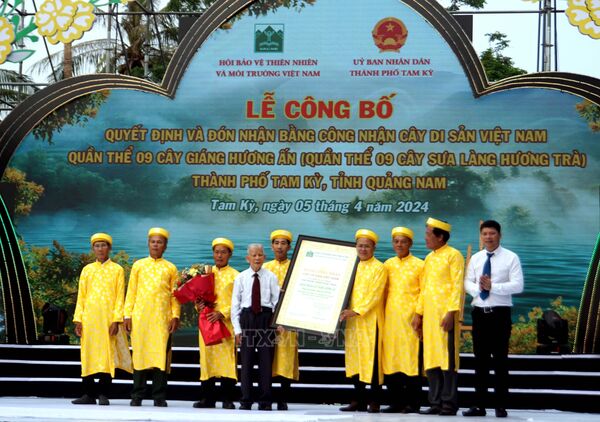 HỘI BẢO VỆ THIÊN NHIÊN
VÀ MÔI TRƯỜNG VIỆT NAM
ỦY BAN NHÂN DÂN
THÀNH PHỐ TAM KỲ
LỄ CÔNG BỐ
QUYẾT ĐỊNH VÀ ĐÓN NHẬN BẰNG CÔNG NHẬN CÂY DI SẢN VIỆT NAM
QUẦN THỂ 09 CÂY GIÁNG HƯƠNG ẤN (QUẦN THỂ 09 CÂY SƯA LÀNG HƯƠNG TRÀ)
THÀNH PHỐ TAM KỲ, TỈNH QUẢNG NAM
Tam Kỳ, ngày 05 tháng 4 năm 2024